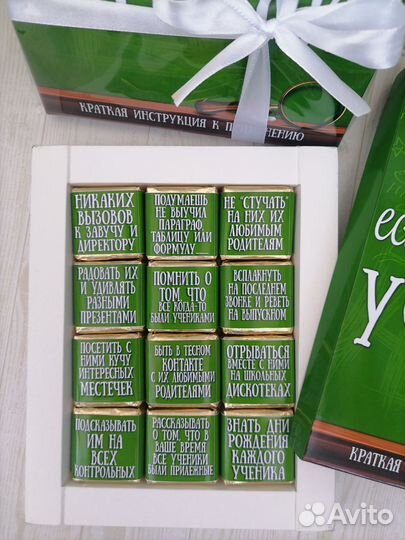 КРАТКАЯ ИНСТРУКЦИЯ К ПРИМЕНЕНИЮ
НИКАКИХ
ВЫЗОВОВ
К ЗАВУЧУ И
ДИРЕКТОРУ
ПОДУМАЕШЬ
НЕ ВЫУЧИЛ
ПАРАГРАФ,
ТАБЛИЦУ ИЛИ
ФОРМУЛУ
НЕ "СТУЧАТЬ"
НА НИХ ИХ
ЛЮБИМЫМ
РОДИТЕЛЯМ
РАДОВАТЬ ИХ
И УДИВЛЯТЬ
РАЗНЫМИ
ПРЕЗЕНТАМИ
ПОМНИТЬ О
ТОМ ЧТО
ВСЕ КОГДА-ТО
БЫЛИ УЧЕНИКАМИ
ВСПЛАКНУТЬ
НА ПОСЛЕДНЕМ
ЗВОНКЕ И РЕВЕТЬ
НА ВЫПУСКНОМ
ПОСЕТИТЬ С
НИМИ КУЧУ
ИНТЕРЕСНЫХ
МЕСТЕЧЕК
БЫТЬ В ТЕСНОМ
КОНТАКТЕ
С ИХ ЛЮБИМЫМИ
РОДИТЕЛЯМИ
ОТРЫВАТЬСЯ
ВМЕСТЕ С НИМИ
НА ШКОЛЬНЫХ
ДИСКОТЕКАХ
ПОДСКАЗЫВАТЬ
ИМ НА
ВСЕХ
КОНТРОЛЬНЫХ
РАССКАЗЫВАТЬ
О ТОМ, ЧТО В
ВАШЕ ВРЕМЯ
ВСЕ УЧЕНИКИ
БЫЛИ ПРИЛЕЖНЫЕ
ЗНАТЬ ДНИ
РОЖДЕНИЯ
КАЖДОГО
УЧЕНИКА
КРАТКАЯ
Avito